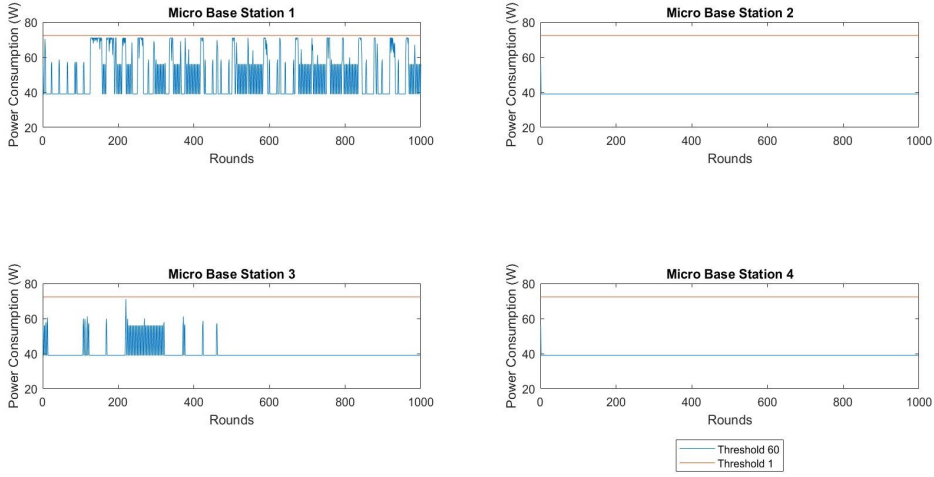 Micro Base Station 1
Power Consumption (W)
80
60
40
20
0
200
400
600
800
1000
Rounds
Micro Base Station 2
Power Consumption (W)
80
60
40
20
0
200
400
600
800
1000
Rounds
Micro Base Station 3
Power Consumption (W)
80
60
40
20
0
200
400
600
800
1000
Rounds
Micro Base Station 4
Power Consumption (W)
80
60
40
20
0
200
400
600
800
1000
Rounds
Threshold 60
Threshold 1